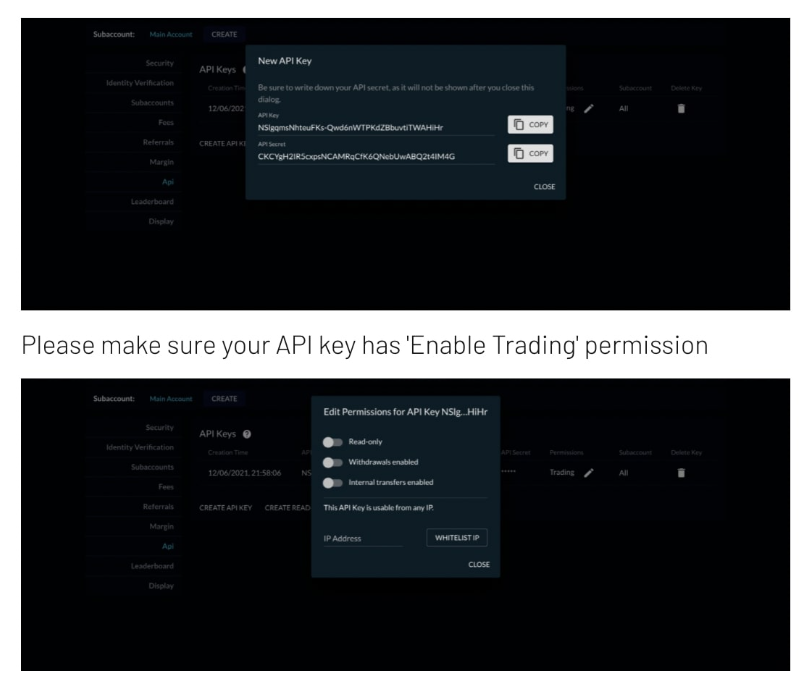 Subaccount: Main Account CREATE
Security
API Keys
New API Key
Identity Verification
Creation Time
Be sure to write down your API secret, as it will not be shown after you close this
Subaccount Delete Key
Subaccounts
dialog.
12/06/202
All
API Key
Fees
NSlgqmsNhteuFKs-Qwd6nWTPKdZBbuvtiTWAHiHr
COPY
Referrals
CREATE API KE
API Secret
Margin
CKCYgH2IR5cxpsNCAMRqCfK6QNebUwABQ2t4IM4G
COPY
Api
CLOSE
Leaderboard
Display
Please make sure your API key has 'Enable Trading' permission
Subaccount: Main Account CREATE
Security
API Keys
Edit Permissions for API Key NSlg...HiHr
Identity Verification
Creation Time
Read-only
API Secret Permissions Subaccount Delete Key
Subaccounts
12/06/2021, 21:58:06 NS
Withdrawals enabled
***** Trading All
Fees
Internal transfers enabled
Referrals
CREATE API KEY CREATE READ-
This API Key is usable from any IP.
Margin
IP Address WHITELIST IP
Api
CLOSE
Leaderboard
Display